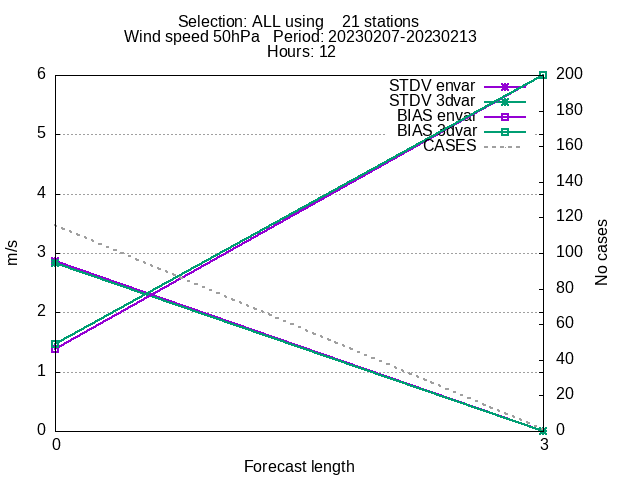 Selection: ALL using    21 stations
Wind speed 50hPa   Period: 20230207-20230213
Hours: 12
STDV envar
STDV 3dvar
BIAS envar
BIAS 3dvar
CASES
6
5
4
3
2
1
0
200
180
160
140
120
100
80
60
40
20
0
m/s
No cases
0
3
Forecast length